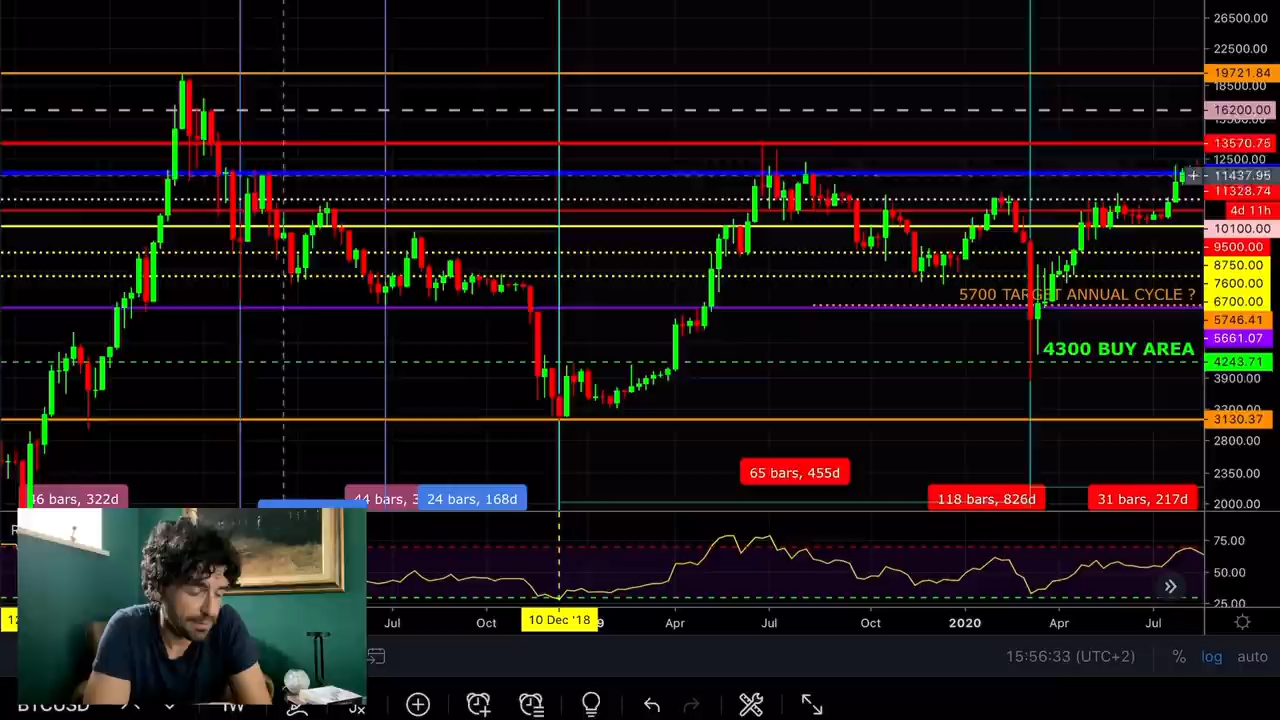 26500.00
22500.00
19721.84
18500.00
16200.00
13570.75
12500.00
11437.95
11328.74
4d 11h
10100.00
9500.00
8750.00
7600.00
6700.00
5746.41
5661.07
4243.71
3900.00
3300.00
3130.37
2800.00
2350.00
2000.00
5700 TARGET ANNUAL CYCLE ?
4300 BUY AREA
65 bars, 455d
46 bars, 322d
44 bars, 3
24 bars, 168d
118 bars, 826d
31 bars, 217d
75.00
50.00
25.00
Jul
Oct
10 Dec '18
9
Apr
Jul
Oct
2020
Apr
Jul
15:56:33 (UTC+2)
%
log
auto
BTCUSD
1W